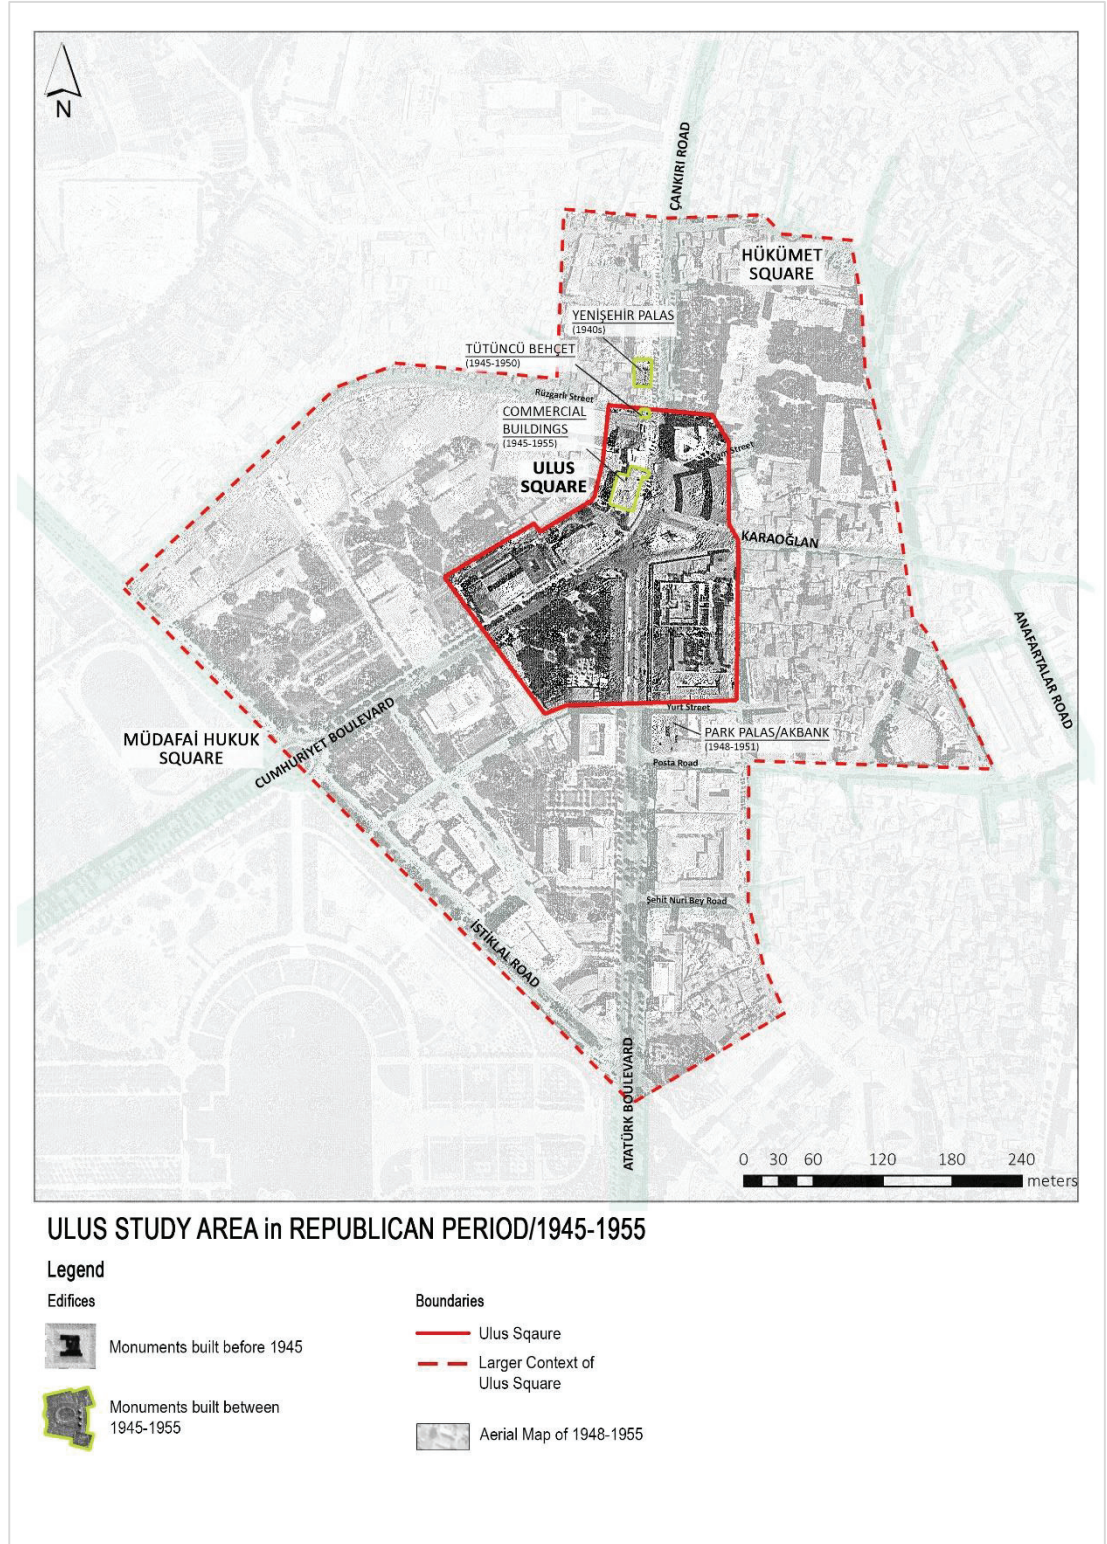 N
ÇANKIRI ROAD
HÜKÜMET
SQUARE
YENİŞEHİR PALAS
(1940s)
TÜTÜNCÜ BEHÇET
(1945-1950)
Rüzgarlı Street
COMMERCIAL
BUILDINGS
(1945-1955)
Street
ULUS
SQUARE
KARAOĞLAN
ANAFARTALAR ROAD
Yurt Street
PARK PALAS/AKBANK
(1948-1951)
Posta Road
MÜDAFAİ HUKUK
SQUARE
CUMHURİYET BOULEVARD
Şehit Nuri Bey Road
İSTİKLAL ROAD
ATATÜRK BOULEVARD
0 30 60 120 180 240
meters
ULUS STUDY AREA in REPUBLICAN PERIOD/1945-1955
Legend
Edifices
Monuments built before 1945
Monuments built between
1945-1955
Boundaries
Ulus Sqaure
Larger Context of
Ulus Square
Aerial Map of 1948-1955